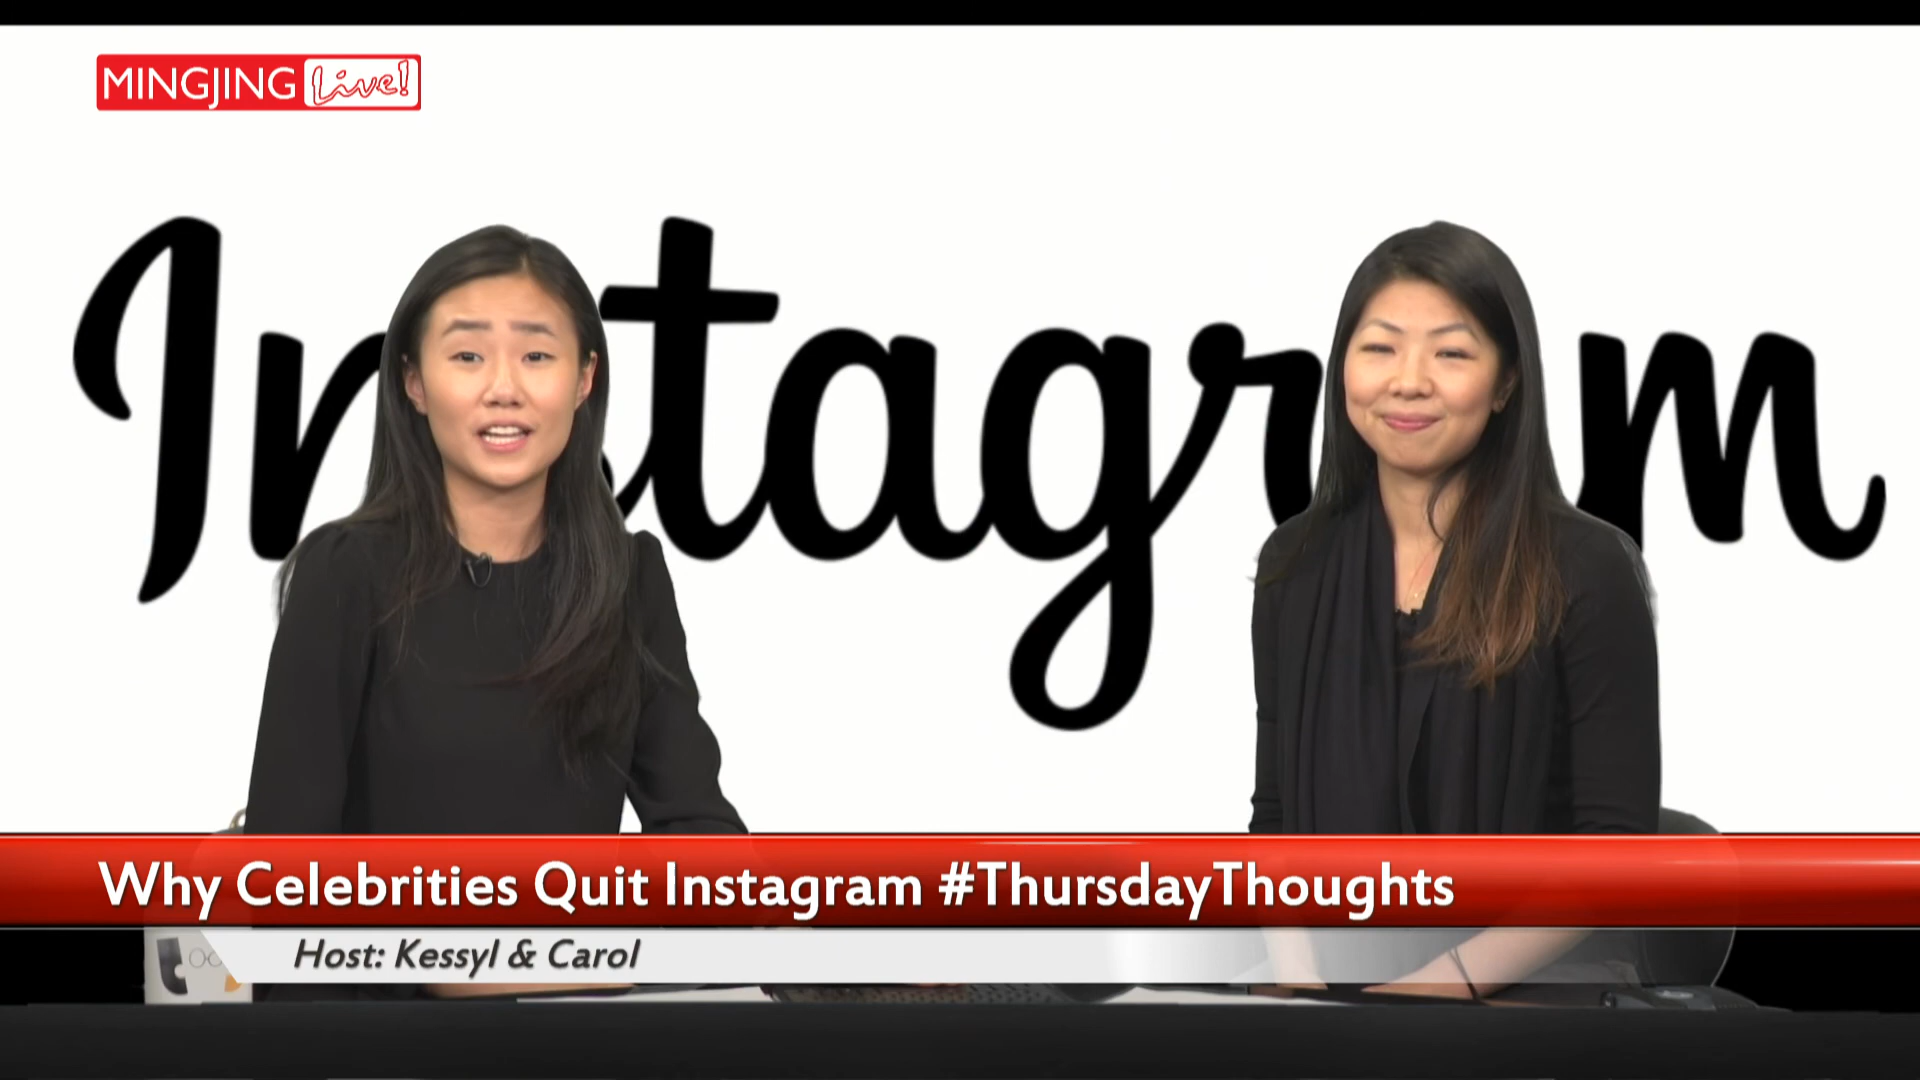 MINGJING Live!
Instagram
Why Celebrities Quit Instagram #ThursdayThoughts
Host: Kessyl & Carol